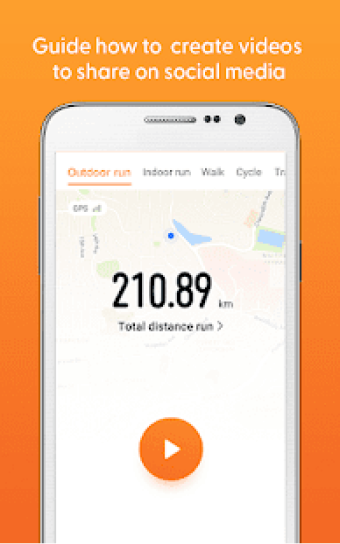 Guide how to create videos
to share on social media
Outdoor run Indoor run Walk Cycle Tr
GPS
210.89 km
Total distance run >